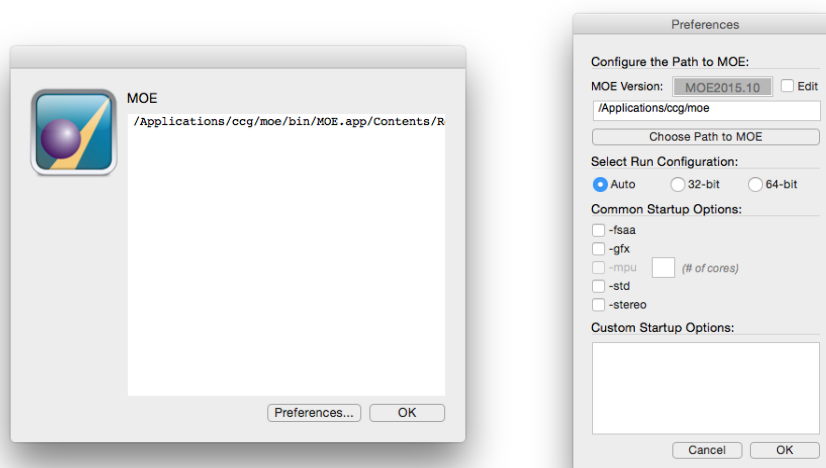 MOE
/Applications/ccg/moe/bin/MOE.app/Contents/R
Preferences...
OK
Preferences
Configure the Path to MOE:
MOE Version: MOE2015.10 Edit
/Applications/ccg/moe
Choose Path to MOE
Select Run Configuration:
Auto 32-bit 64-bit
Common Startup Options:
-fsaa
-gfx
-mpu (# of cores)
-std
-stereo
Custom Startup Options:
Cancel OK